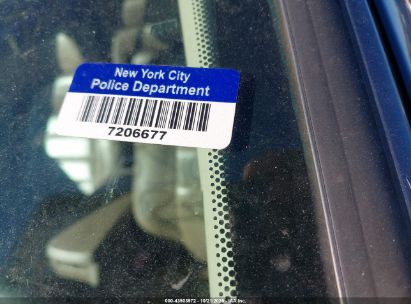 New York City
Police Department
7206677